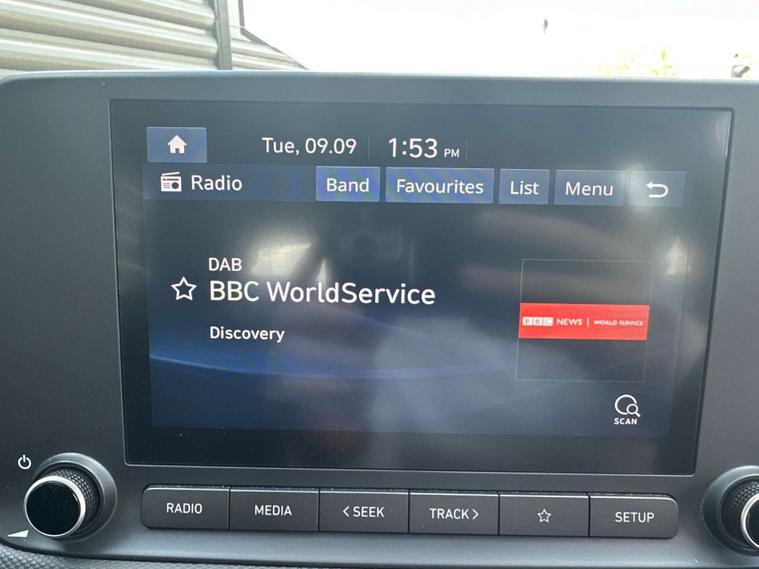 Tue, 09.09 1:53 PM
Radio Band Favourites List Menu
DAB
BBC WorldService
BBC NEWS | WORLD SERVICE
Discovery
SCAN
RADIO MEDIA <SEEK TRACK> SETUP